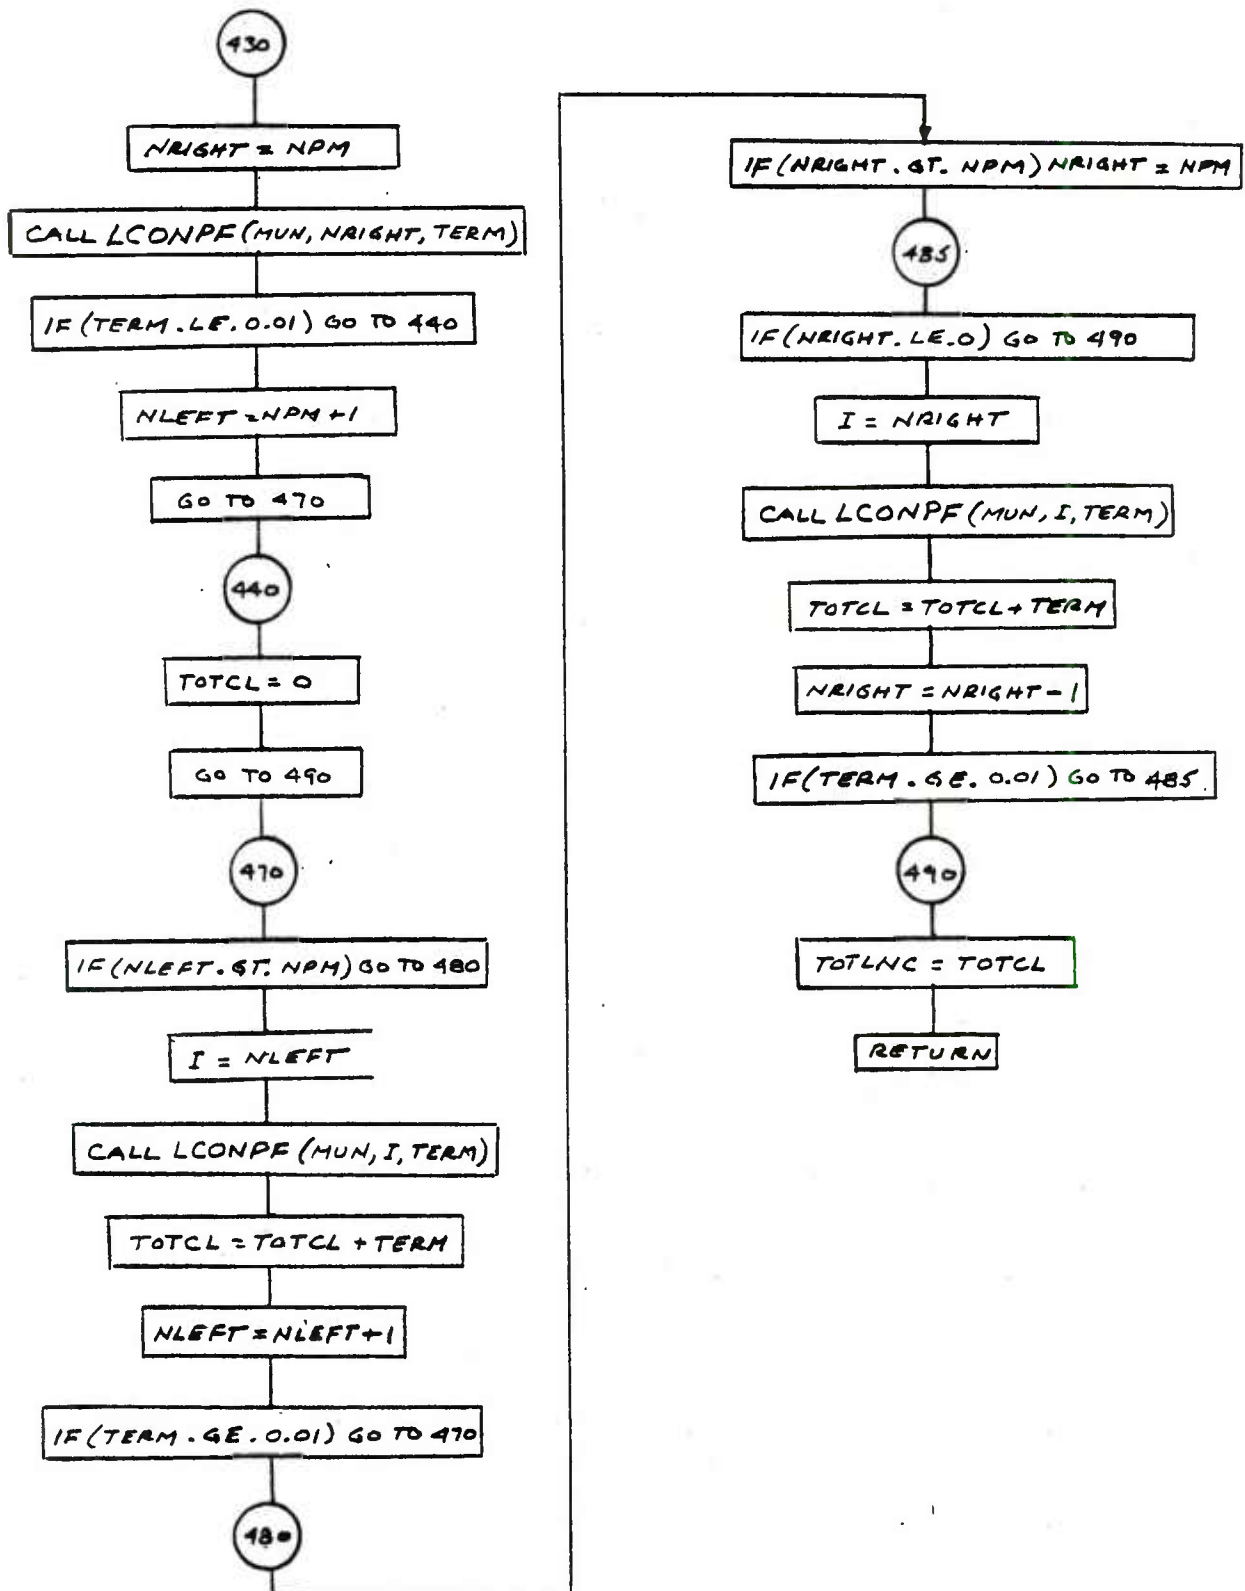 430
NRIGHT = NPM
CALL LCONPF(MUN, NRIGHT, TERM)
IF(TERM.LE.0.01) GO TO 440
NLEFT = NPM+1
GO TO 470
440
TOTCL = 0
GO TO 490
470
IF(NLEFT.GT.NPM) GO TO 480
I = NLEFT
CALL LCONPF(MUN, I, TERM)
TOTCL = TOTCL + TERM
NLEFT = NLEFT+1
IF(TERM.GE.0.01) GO TO 470
480
IF(NRIGHT.GT.NPM) NRIGHT = NPM
485
IF(NRIGHT.LE.0) GO TO 490
I = NRIGHT
CALL LCONPF(MUN, I, TERM)
TOTCL = TOTCL + TERM
NRIGHT = NRIGHT-1
IF(TERM.GE.0.01) GO TO 485
490
TOTLNC = TOTCL
RETURN